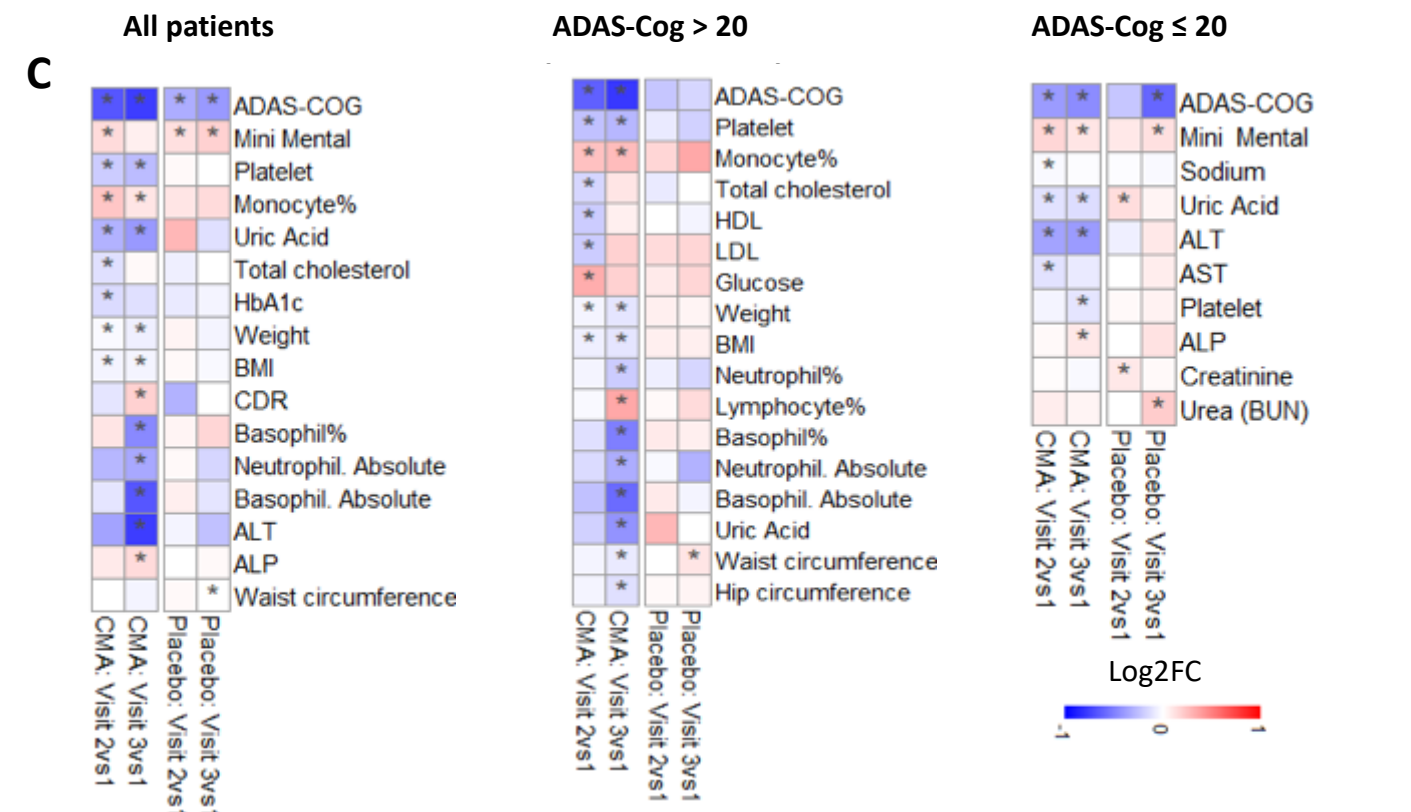 All patients
ADAS-Cog > 20
ADAS-Cog ≤ 20
C
* * * * ADAS-COG
* * * Mini Mental
* * Platelet
* * Monocyte%
* * Uric Acid
* Total cholesterol
* HbA1c
* * Weight
* * BMI
* CDR
* Basophil%
* Neutrophil. Absolute
* Basophil. Absolute
* ALT
* ALP
* Waist circumference
CMA: Visit 2vs1
CMA: Visit 3vs1
Placebo: Visit 2vs1
Placebo: Visit 3vs
* * ADAS-COG
* * Platelet
* * Monocyte%
* Total cholesterol
* HDL
* LDL
* Glucose
* * Weight
* * BMI
* Neutrophil%
* Lymphocyte%
* Basophil%
* Neutrophil. Absolute
* Basophil. Absolute
* Uric Acid
* * Waist circumference
* Hip circumference
CMA: Visit 2vs1
CMA: Visit 3vs1
Placebo: Visit 2vs1
Placebo: Visit 3vs1
* * * ADAS-COG
* * * Mini Mental
* Sodium
* * * Uric Acid
* * ALT
* AST
* Platelet
* ALP
* Creatinine
* Urea (BUN)
CMA: Visit 2vs1
CMA: Visit 3vs1
Placebo: Visit 2vs1
Placebo: Visit 3vs1
Log2FC
-1 0 1